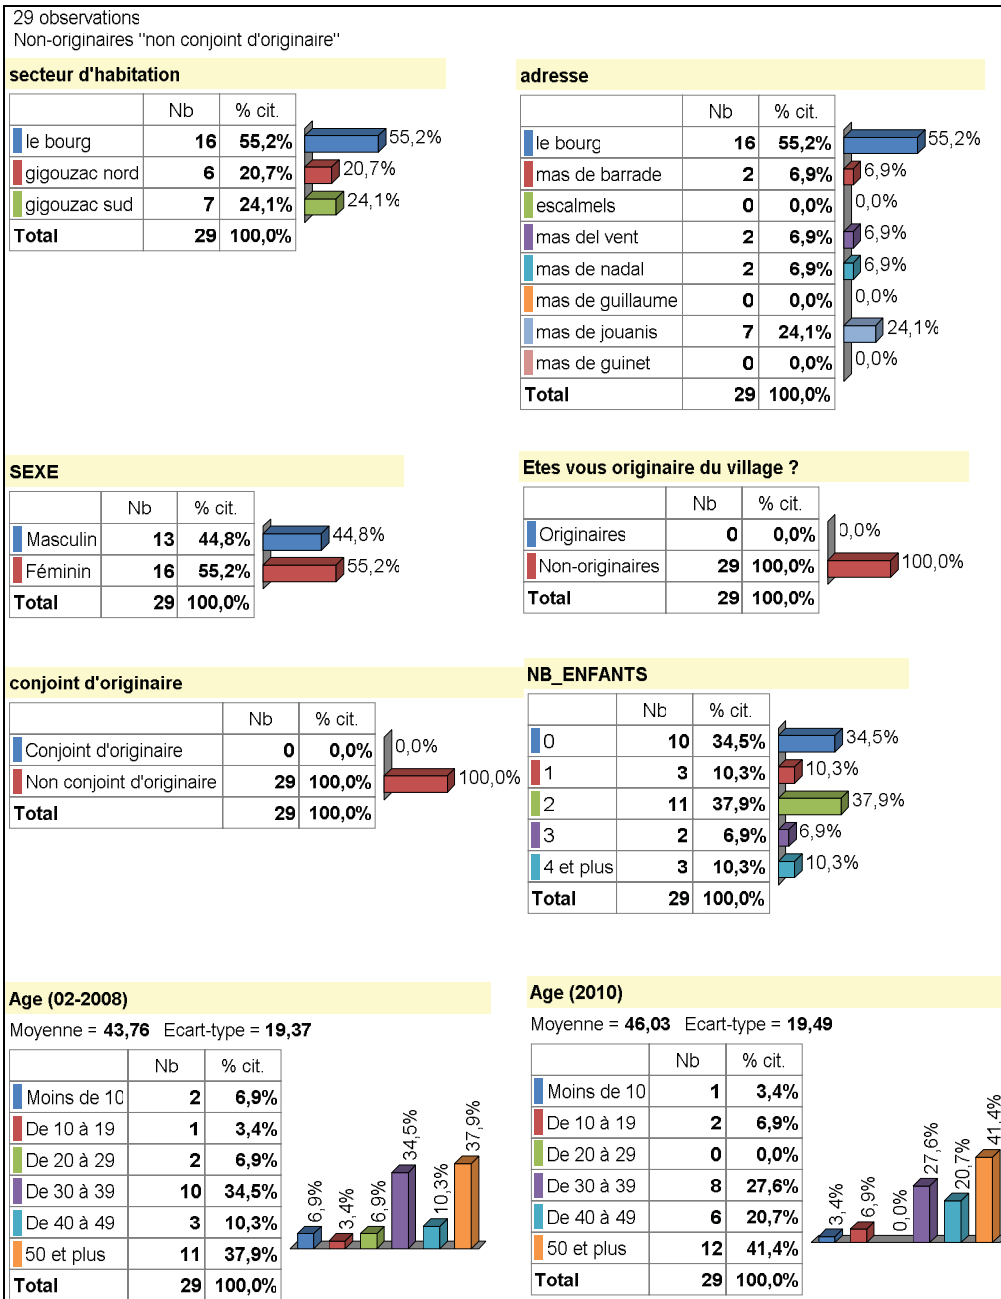 29 observations
Non-originaires "non conjoint d'originaire"
secteur d'habitation
Nb % cit.
le bourg 16 55,2% 55,2%
gigouzac nord 6 20,7% 20,7%
gigouzac sud 7 24,1% 24,1%
Total 29 100,0%
adresse
Nb % cit.
le bourg 16 55,2% 55,2%
mas de barrade 2 6,9% 6,9%
escalmels 0 0,0% 0,0%
mas del vent 2 6,9% 6,9%
mas de nadal 2 6,9% 6,9%
mas de guillaume 0 0,0% 0,0%
mas de jouanis 7 24,1% 24,1%
mas de guinet 0 0,0% 0,0%
Total 29 100,0%
SEXE
Nb % cit.
Masculin 13 44,8% 44,8%
Féminin 16 55,2% 55,2%
Total 29 100,0%
Etes vous originaire du village ?
Nb % cit.
Originaires 0 0,0% 0,0%
Non-originaires 29 100,0% 100,0%
Total 29 100,0%
conjoint d'originaire
Nb % cit.
Conjoint d'originaire 0 0,0% 0,0%
Non conjoint d'originaire 29 100,0% 100,0%
Total 29 100,0%
NB_ENFANTS
Nb % cit.
0 10 34,5% 34,5%
1 3 10,3% 10,3%
2 11 37,9% 37,9%
3 2 6,9% 6,9%
4 et plus 3 10,3% 10,3%
Total 29 100,0%
Age (02-2008)
Moyenne = 43,76 Ecart-type = 19,37
Nb % cit.
Moins de 10 2 6,9%
De 10 à 19 1 3,4%
De 20 à 29 2 6,9%
De 30 à 39 10 34,5%
De 40 à 49 3 10,3%
50 et plus 11 37,9%
Total 29 100,0%
6,9% 3,4% 6,9% 34,5% 10,3% 37,9%
Age (2010)
Moyenne = 46,03 Ecart-type = 19,49
Nb % cit.
Moins de 10 1 3,4%
De 10 à 19 2 6,9%
De 20 à 29 0 0,0%
De 30 à 39 8 27,6%
De 40 à 49 6 20,7%
50 et plus 12 41,4%
Total 29 100,0%
3,4% 6,9% 0,0% 27,6% 20,7% 41,4%